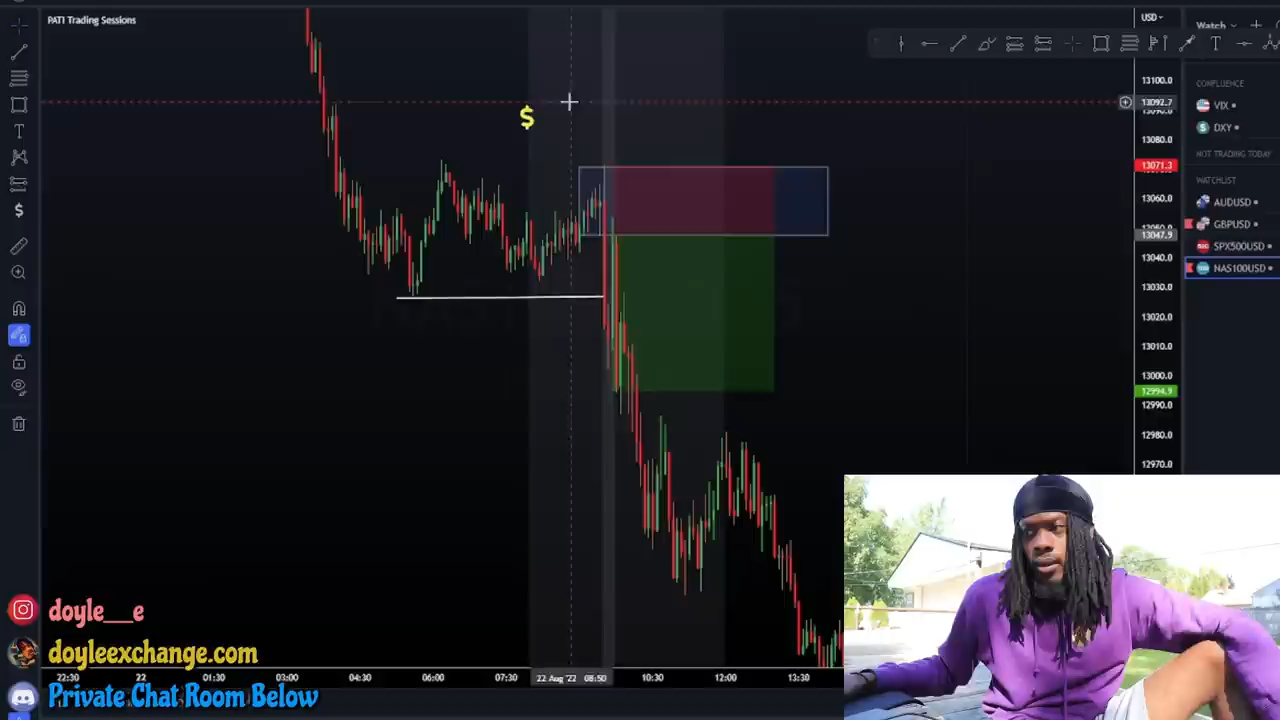 PATI Trading Sessions
$
USD
Watch
13100.0
13092.7
13080.0
13071.3
13060.0
13047.9
13040.0
13030.0
13020.0
13010.0
13000.0
12994.9
12990.0
12980.0
12970.0
CONFLUENCE
VIX
DXY
NOT TRADING TODAY
WATCHLIST
AUDUSD
GBPUSD
SPX500USD
NAS100USD
doyle__e
doyleexchange.com
Private Chat Room Below
22:30 22 01:30 03:00 04:30 06:00 07:30 22 Aug '22 08:50 10:30 12:00 13:30